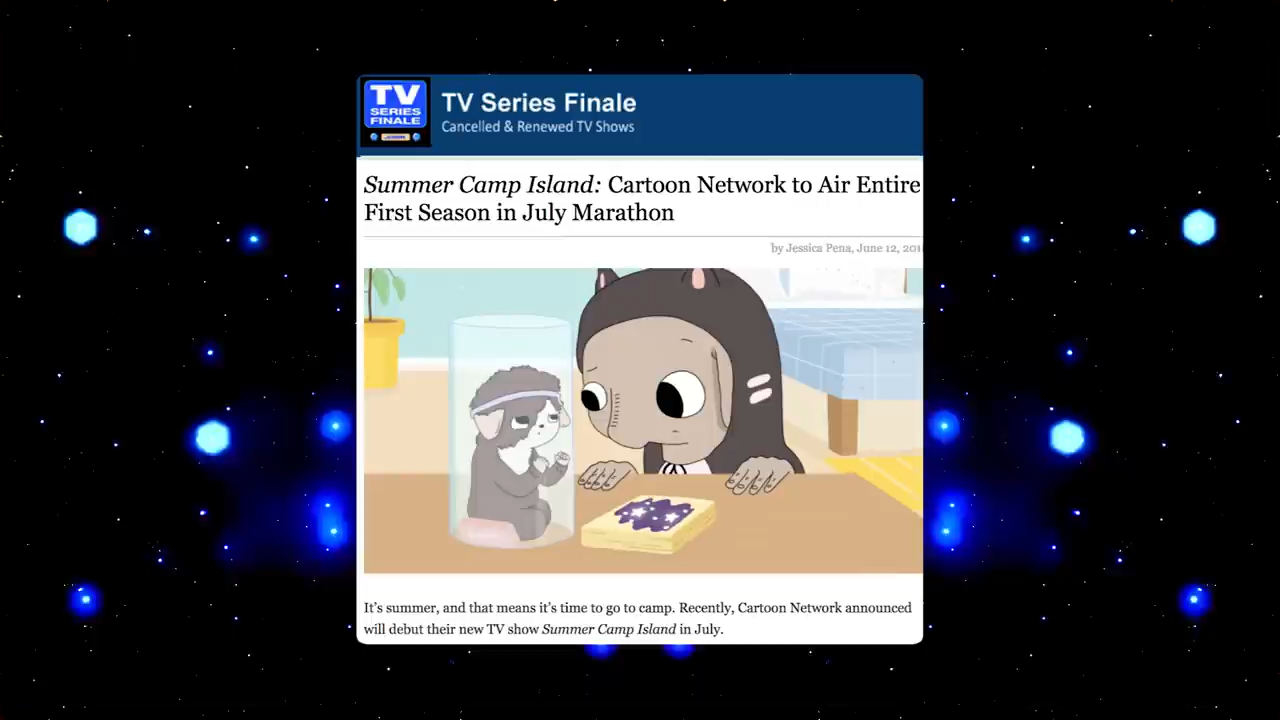 TV
SERIES
FINALE
.COM
TV Series Finale
Cancelled & Renewed TV Shows
Summer Camp Island: Cartoon Network to Air Entire
First Season in July Marathon
by Jessica Pena, June 12, 201
It's summer, and that means it's time to go to camp. Recently, Cartoon Network announced
will debut their new TV show Summer Camp Island in July.